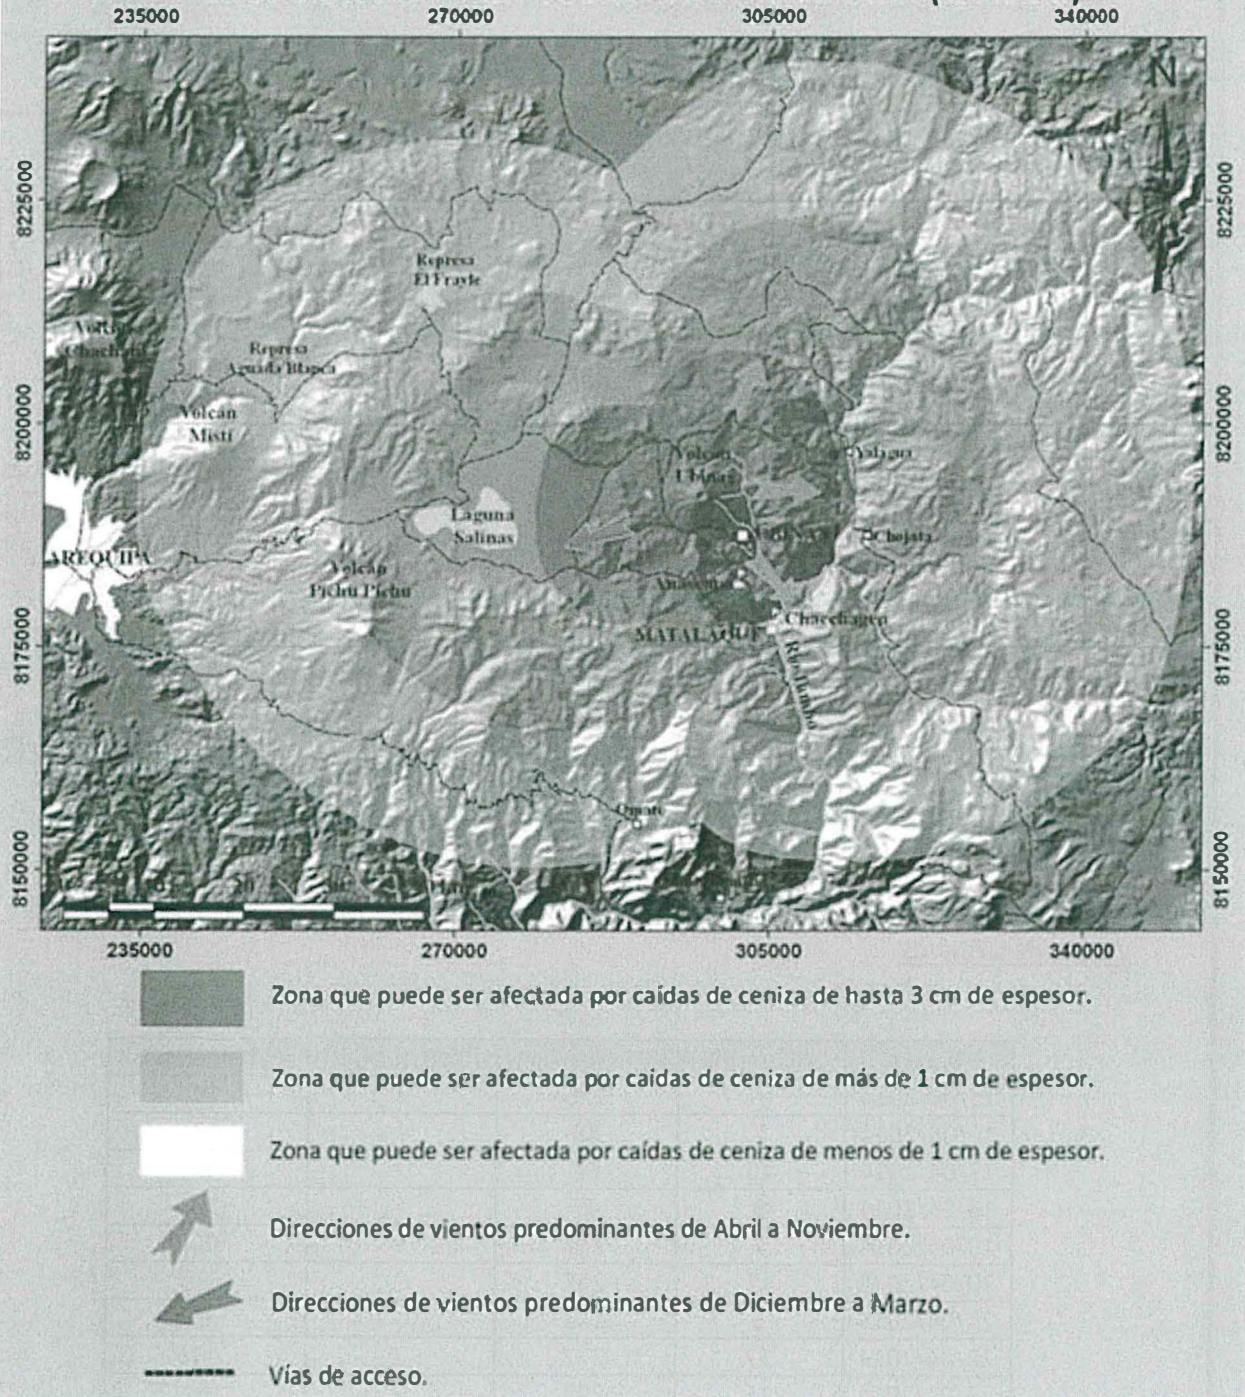 235000 270000 305000 340000
N
8225000 8225000
Represa
El Frayle
Represa
Aguada Blanca
8200000 8200000
Volcán
Misti
Volcán
Ubinas
Yalagua
Laguna
Salinas
Chojata
AREQUIPA
Volcán
Pichu Pichu
Chacchagen
MATALAQUE
8175000 8175000
Omate
8150000 8150000
235000 270000 305000 340000
Zona que puede ser afectada por caídas de ceniza de hasta 3 cm de espesor.
Zona que puede ser afectada por caídas de ceniza de más de 1 cm de espesor.
Zona que puede ser afectada por caídas de ceniza de menos de 1 cm de espesor.
Direcciones de vientos predominantes de Abril a Noviembre.
Direcciones de vientos predominantes de Diciembre a Marzo.
Vías de acceso.